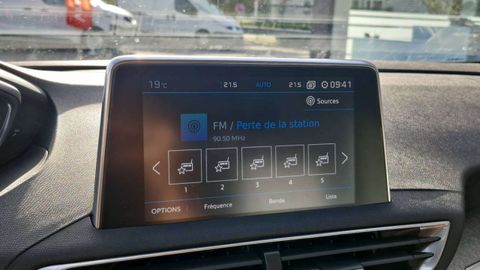 19°C 21.5 AUTO 21.5 09:41
Sources
FM / Perte de la station
90.50 MHz
1 2 3 4 5
OPTIONS Fréquence Bande Liste